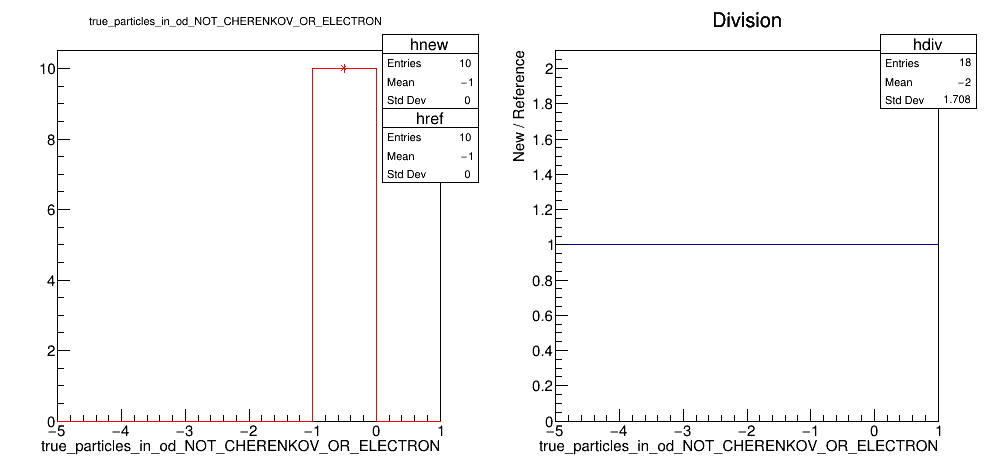 true_particles_in_od_NOT_CHERENKOV_OR_ELECTRON
hnew
Entries 10
Mean −1
Std Dev 0
href
Entries 10
Mean −1
Std Dev 0
10
8
6
4
2
0
−5 −4 −3 −2 −1 0 1
true_particles_in_od_NOT_CHERENKOV_OR_ELECTRON
Division
hdiv
Entries 18
Mean −2
Std Dev 1.708
New / Reference
2
1.8
1.6
1.4
1.2
1
0.8
0.6
0.4
0.2
0
−5 −4 −3 −2 −1 0 1
true_particles_in_od_NOT_CHERENKOV_OR_ELECTRON